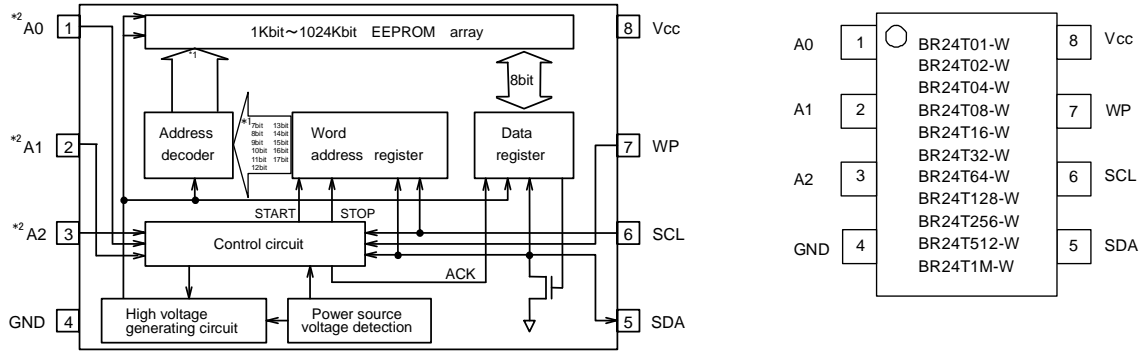 *2A0
1
1Kbit～1024Kbit EEPROM array
8
Vcc
*1
8bit
*2A1
2
Address
decoder
*1
7bit 13bit
8bit 14bit
9bit 15bit
10bit 16bit
11bit 17bit
12bit
Word
address register
Data
register
7
WP
START
STOP
*2A2
3
Control circuit
6
SCL
ACK
GND
4
High voltage
generating circuit
Power source
voltage detection
5
SDA
A0
1
BR24T01-W
BR24T02-W
BR24T04-W
BR24T08-W
BR24T16-W
BR24T32-W
BR24T64-W
BR24T128-W
BR24T256-W
BR24T512-W
BR24T1M-W
8
Vcc
A1
2
7
WP
A2
3
6
SCL
GND
4
5
SDA